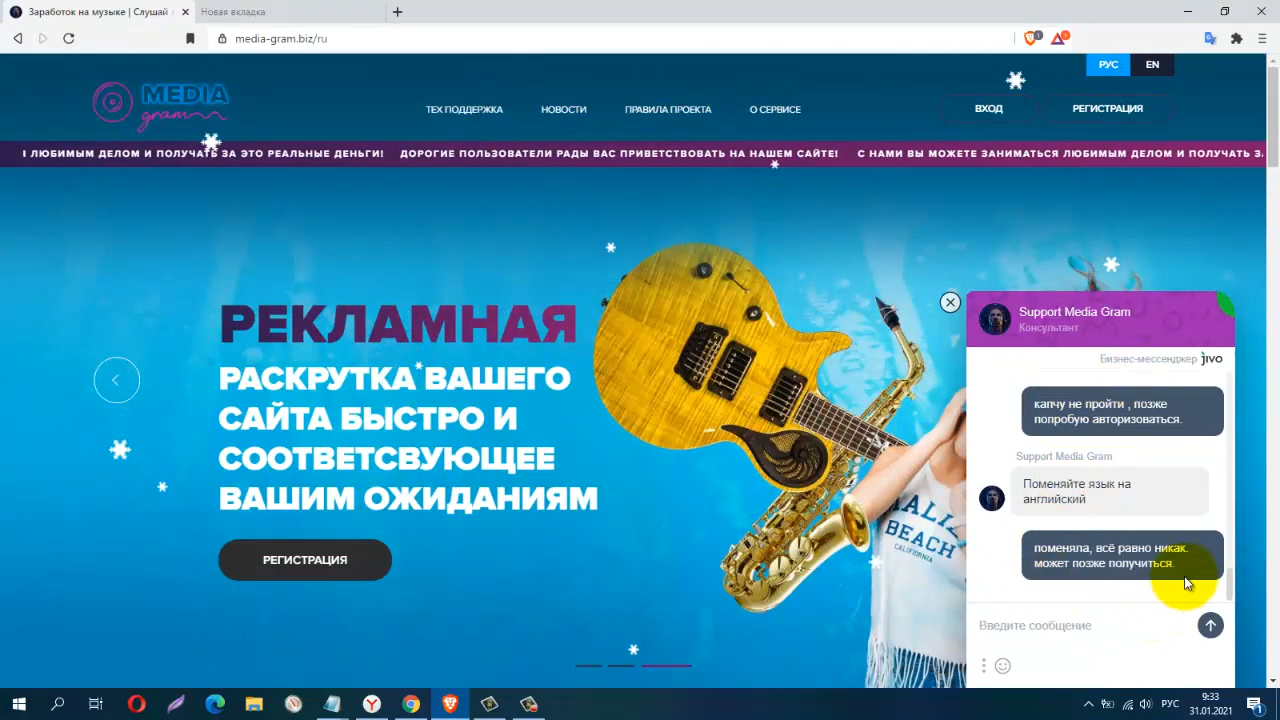 Заработок на музыке | Слушай
Новая вкладка
media-gram.biz/ru
РУС
EN
MEDIA
gram
ТЕХ ПОДДЕРЖКА
НОВОСТИ
ПРАВИЛА ПРОЕКТА
О СЕРВИСЕ
ВХОД
РЕГИСТРАЦИЯ
І ЛЮБИМЫМ ДЕЛОМ И ПОЛУЧАТЬ ЗА ЭТО РЕАЛЬНЫЕ ДЕНЬГИ! ДОРОГИЕ ПОЛЬЗОВАТЕЛИ РАДЫ ВАС ПРИВЕТСТВОВАТЬ НА НАШЕМ САЙТЕ! С НАМИ ВЫ МОЖЕТЕ ЗАНИМАТЬСЯ ЛЮБИМЫМ ДЕЛОМ И ПОЛУЧАТЬ З
РЕКЛАМНАЯ
РАСКРУТКА ВАШЕГО
САЙТА БЫСТРО И
СООТВЕТСВУЮЩЕЕ
ВАШИМ ОЖИДАНИЯМ
РЕГИСТРАЦИЯ
BEACH
CALIFORNIA
Support Media Gram
Консультант
Бизнес-мессенджер jivo
капчу не пройти , позже
попробую авторизоваться.
Support Media Gram
Поменяйте язык на
английский
поменяла, всё равно никак.
может позже получиться.
Введите сообщение
РУС
9:33
31.01.2021